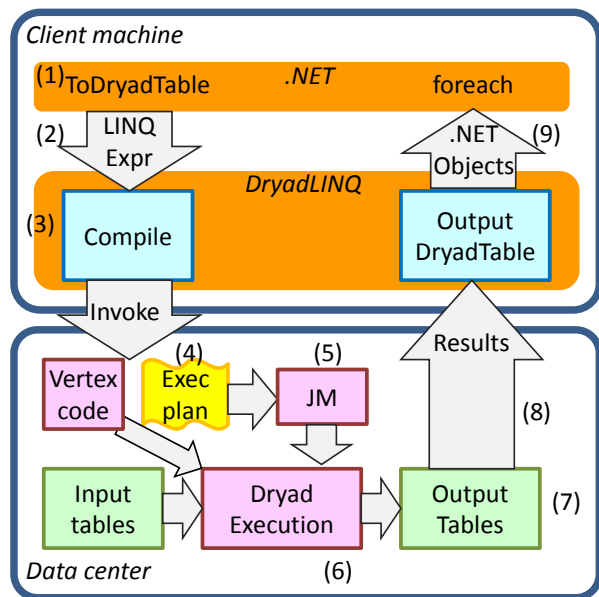 Client machine
(1) ToDryadTable .NET foreach
(2) LINQ Expr
.NET Objects (9)
DryadLINQ
(3) Compile
Output DryadTable
Invoke
Results
(4) (5)
Vertex code
Exec plan
JM
(8)
Input tables
Dryad Execution
Output Tables
(7)
Data center
(6)